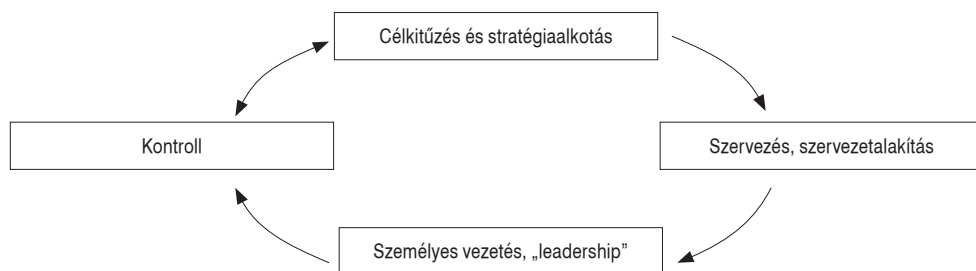 Célkitűzés és stratégiaalkotás
Kontroll
Szervezés, szervezetalakítás
Személyes vezetés, „leadership”